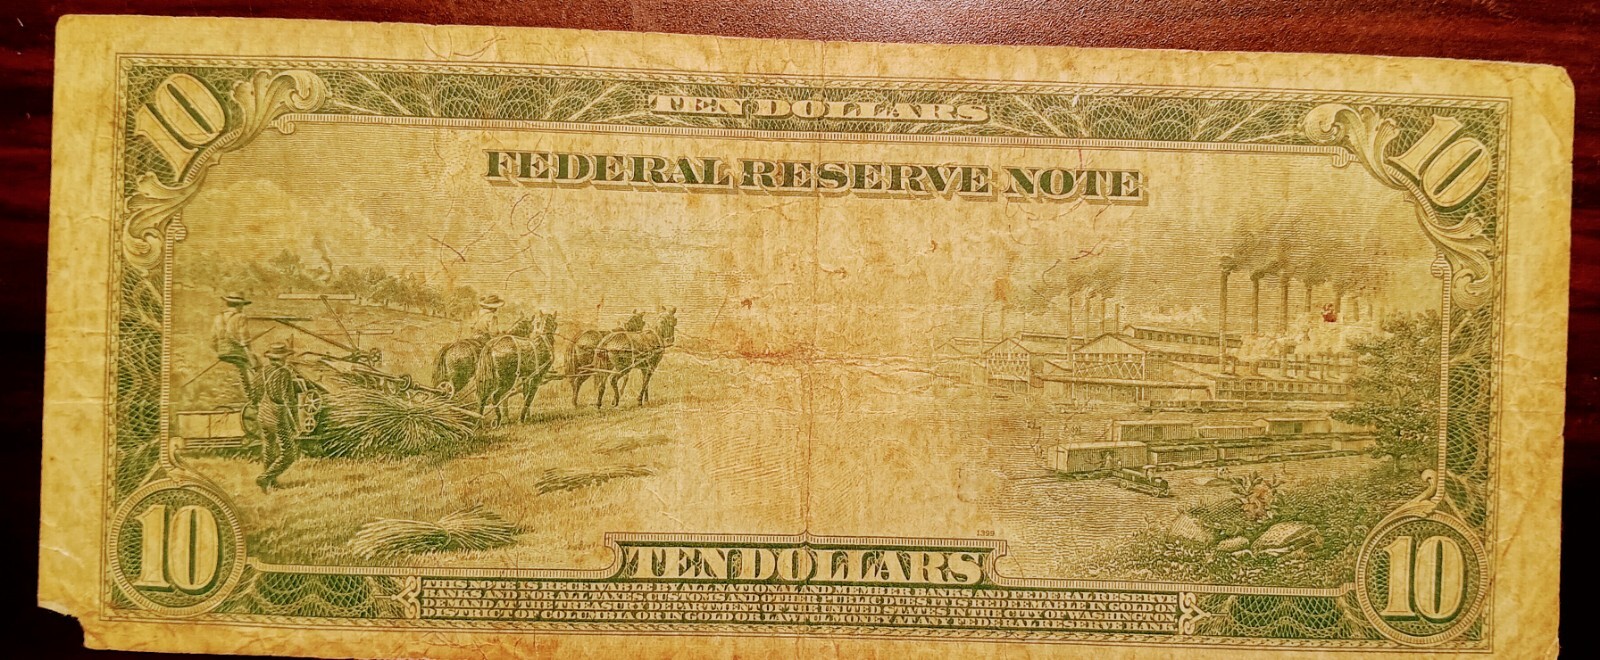 10 TEN DOLLARS 10
FEDERAL RESERVE NOTE
1399
10 TEN DOLLARS 10
THIS NOTE IS RECEIVABLE BY ALL NATIONAL AND MEMBER BANKS AND FEDERAL RESERVE
BANKS AND FOR ALL TAXES, CUSTOMS AND OTHER PUBLIC DUES. IT IS REDEEMABLE IN GOLD ON
DEMAND AT THE TREASURY DEPARTMENT OF THE UNITED STATES IN THE CITY OF WASHINGTON,
DISTRICT OF COLUMBIA OR IN GOLD OR LAWFUL MONEY AT ANY FEDERAL RESERVE BANK.